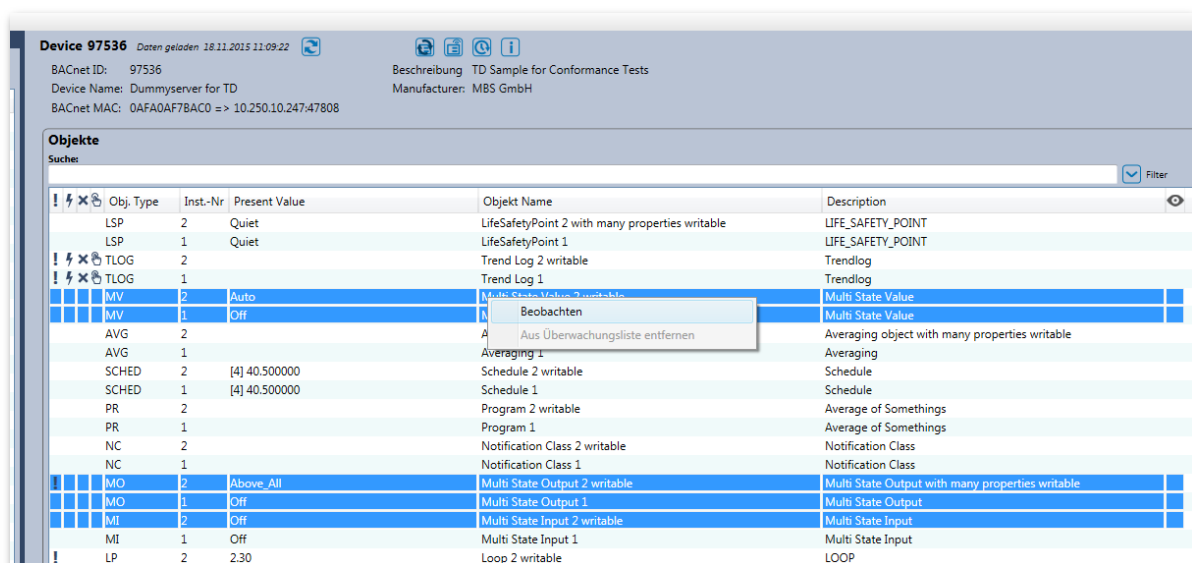 Device 97536 Daten geladen 18.11.2015 11:09:22
BACnet ID: 97536 Beschreibung TD Sample for Conformance Tests
Device Name: Dummyserver for TD Manufacturer: MBS GmbH
BACnet MAC: 0AFA0AF7BAC0 => 10.250.10.247:47808
Objekte
Suche:
Filter
Obj. Type Inst.-Nr Present Value Objekt Name Description
LSP 2 Quiet LifeSafetyPoint 2 with many properties writable LIFE_SAFETY_POINT
LSP 1 Quiet LifeSafetyPoint 1 LIFE_SAFETY_POINT
! TLOG 2 Trend Log 2 writable Trendlog
! TLOG 1 Trend Log 1 Trendlog
MV 2 Auto Multi State Value 2 writable Multi State Value
MV 1 Off Multi State Value
Beobachten
Aus Überwachungsliste entfernen
AVG 2 Averaging object with many properties writable
AVG 1 Averaging 1 Averaging
SCHED 2 [4] 40.500000 Schedule 2 writable Schedule
SCHED 1 [4] 40.500000 Schedule 1 Schedule
PR 2 Program 2 writable Average of Somethings
PR 1 Program 1 Average of Somethings
NC 2 Notification Class 2 writable Notification Class
NC 1 Notification Class 1 Notification Class
! MO 2 Above_All Multi State Output 2 writable Multi State Output with many properties writable
MO 1 Off Multi State Output 1 Multi State Output
MI 2 Off Multi State Input 2 writable Multi State Input
MI 1 Off Multi State Input 1 Multi State Input
! LP 2 2.30 Loop 2 writable LOOP